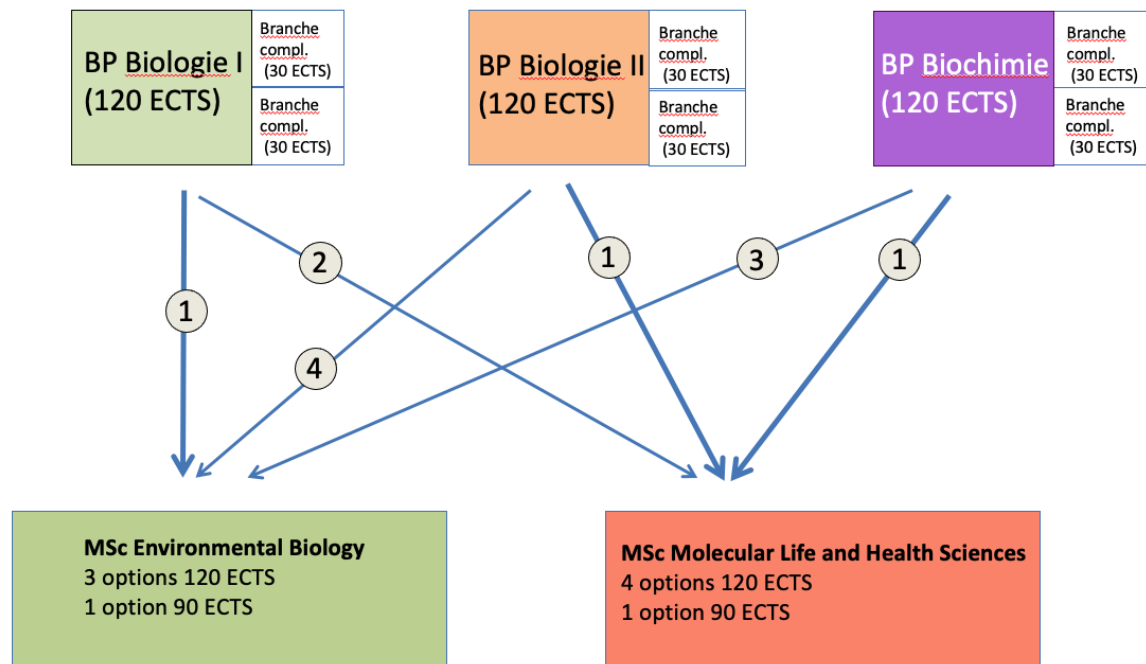 BP Biologie I
(120 ECTS)
Branche
compl.
(30 ECTS)
Branche
compl.
(30 ECTS)
BP Biologie II
(120 ECTS)
Branche
compl.
(30 ECTS)
Branche
compl.
(30 ECTS)
BP Biochimie
(120 ECTS)
Branche
compl.
(30 ECTS)
Branche
compl.
(30 ECTS)
2
1
3
1
1
4
MSc Environmental Biology
3 options 120 ECTS
1 option 90 ECTS
MSc Molecular Life and Health Sciences
4 options 120 ECTS
1 option 90 ECTS